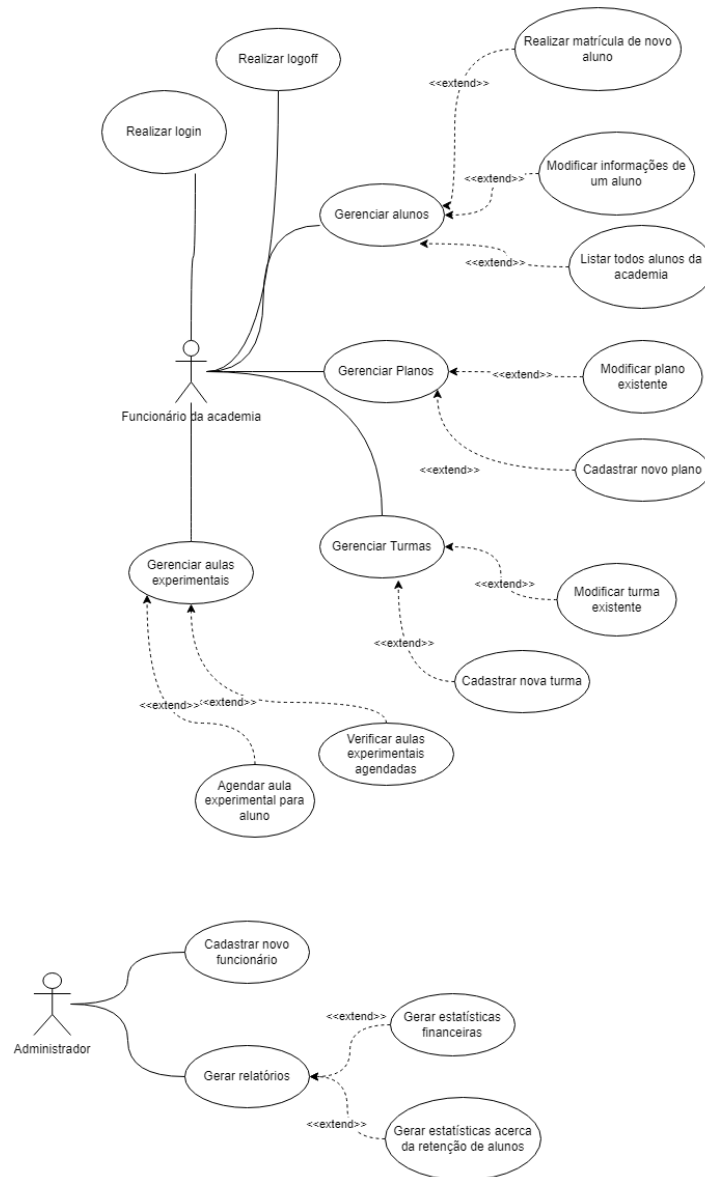 Realizar logoff
Realizar matrícula de novo
aluno
<<extend>>
Realizar login
Modificar informações de
um aluno
<<extend>>
Gerenciar alunos
Listar todos alunos da
academia
<<extend>>
Gerenciar Planos
<<extend>>
Modificar plano
existente
Funcionário da academia
<<extend>>
Cadastrar novo plano
Gerenciar Turmas
Gerenciar aulas
experimentais
<<extend>>
Modificar turma
existente
<<extend>>
Cadastrar nova turma
<<extend>>
<<extend>>
Verificar aulas
experimentais
agendadas
Agendar aula
experimental para
aluno
Cadastrar novo
funcionário
Administrador
<<extend>>
Gerar estatísticas
financeiras
Gerar relatórios
<<extend>>
Gerar estatísticas acerca
da retenção de alunos